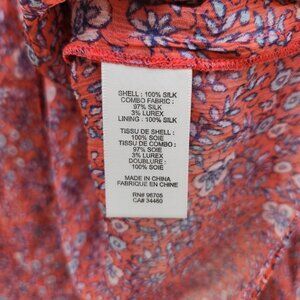 SHELL : 100% SILK
COMBO FABRIC :
97% SILK
3% LUREX
LINING : 100% SILK
TISSU DE SHELL :
100% SOIE
TISSU DE COMBO :
97% SOIE
3% LUREX
DOUBLURE :
100% SOIE
MADE IN CHINA
FABRIQUE EN CHINE
RN# 96705
CA# 34460